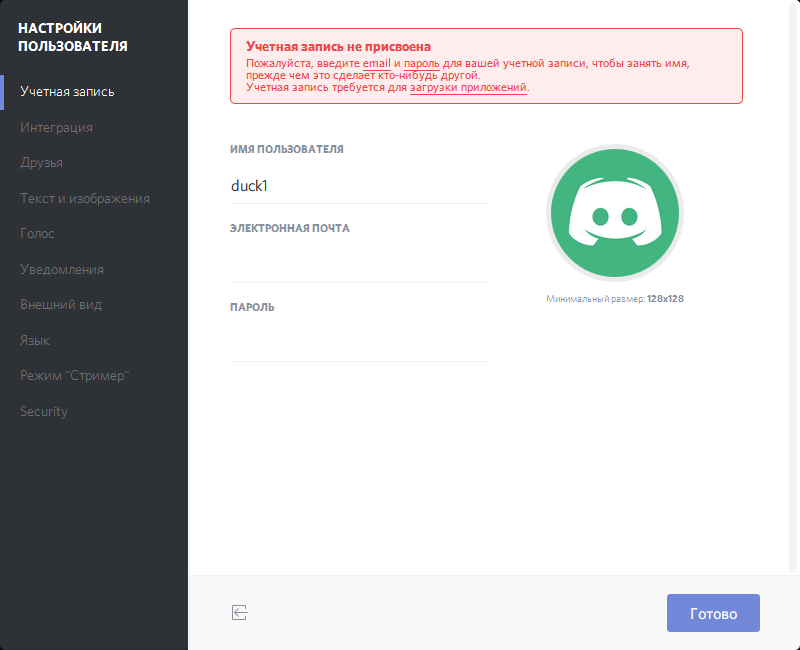 НАСТРОЙКИ
ПОЛЬЗОВАТЕЛЯ
Учетная запись
Интеграция
Друзья
Текст и изображения
Голос
Уведомления
Внешний вид
Язык
Режим "Стример"
Security
Учетная запись не присвоена
Пожалуйста, введите email и пароль для вашей учетной записи, чтобы занять имя,
прежде чем это сделает кто-нибудь другой.
Учетная запись требуется для загрузки приложений.
ИМЯ ПОЛЬЗОВАТЕЛЯ
duck1
ЭЛЕКТРОННАЯ ПОЧТА
ПАРОЛЬ
Минимальный размер: 128x128
Готово